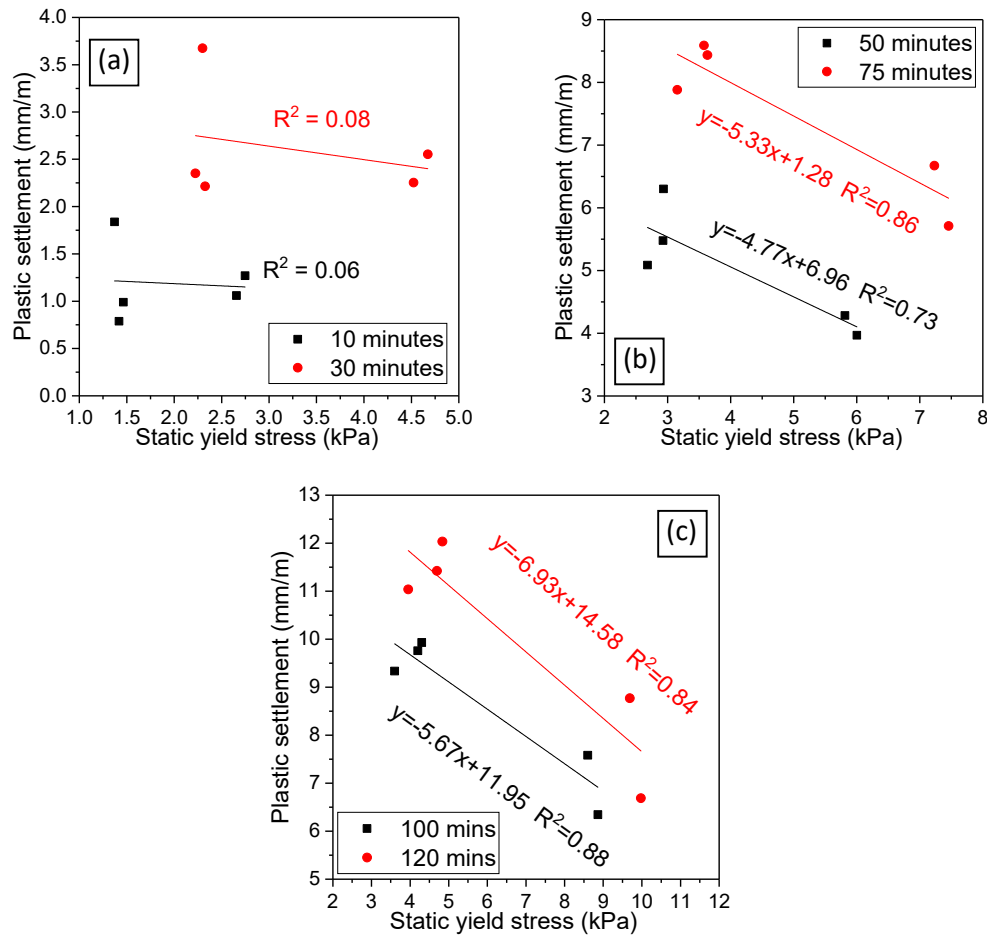 (a)
4.0
3.5
3.0
2.5
2.0
1.5
1.0
0.5
0.0
Plastic settlement (mm/m)
R² = 0.08
R² = 0.06
10 minutes
30 minutes
1.0 1.5 2.0 2.5 3.0 3.5 4.0 4.5 5.0
Static yield stress (kPa)
(b)
9
8
7
6
5
4
3
Plastic settlement (mm/m)
50 minutes
75 minutes
y=-5.33x+1.28 R²=0.86
y=-4.77x+6.96 R²=0.73
2 3 4 5 6 7 8
Static yield stress (kPa)
(c)
13
12
11
10
9
8
7
6
5
Plastic settlement (mm/m)
y=-6.93x+14.58 R²=0.84
y=-5.67x+11.95 R²=0.88
100 mins
120 mins
2 3 4 5 6 7 8 9 10 11 12
Static yield stress (kPa)